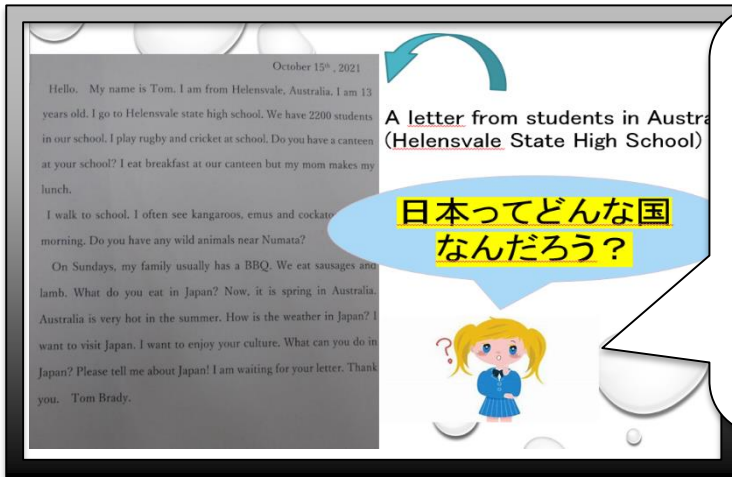 October 15th, 2021
Hello. My name is Tom. I am from Helensvale, Australia. I am 13
years old. I go to Helensvale state high school. We have 2200 students
in our school. I play rugby and cricket at school. Do you have a canteen
at your school? I eat breakfast at our canteen but my mom makes my
lunch.
I walk to school. I often see kangaroos, emus and
morning. Do you have any wild animals near Numata?
On Sundays, my family usually has a BBQ. We eat sausages and
lamb. What do you eat in Japan? Now, it is spring in Australia.
Australia is very hot in the summer. How is the weather in Japan? I
want to visit Japan. I want to enjoy your culture. What can you do in
Japan? Please tell me about Japan! I am waiting for your letter. Thank
you. Tom Brady.
A letter from students in
(Helensvale State High School)
日本ってどんな国
なんだろう？
?